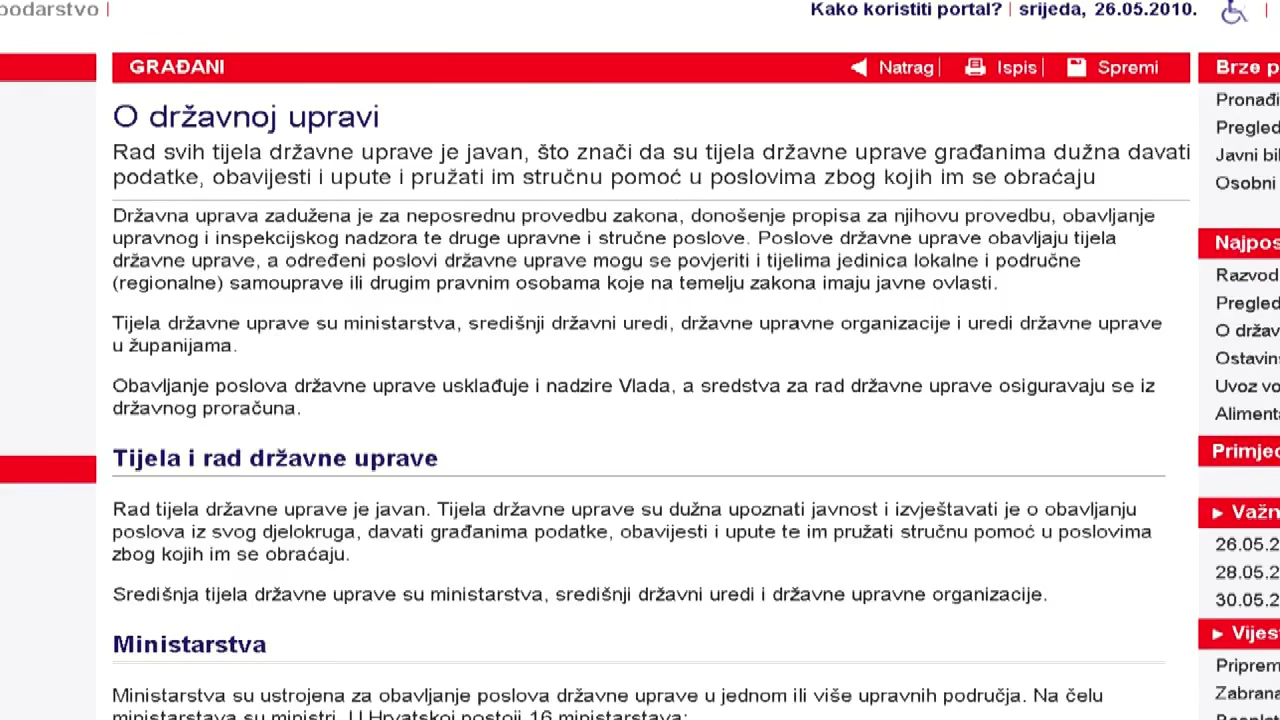 podarstvo |
Kako koristiti portal? | srijeda, 26.05.2010. |
GRAĐANI
Natrag | Ispis | Spremi
O državnoj upravi
Rad svih tijela državne uprave je javan, što znači da su tijela državne uprave građanima dužna davati
podatke, obavijesti i upute i pružati im stručnu pomoć u poslovima zbog kojih im se obraćaju
Državna uprava zadužena je za neposrednu provedbu zakona, donošenje propisa za njihovu provedbu, obavljanje
upravnog i inspekcijskog nadzora te druge upravne i stručne poslove. Poslove državne uprave obavljaju tijela
državne uprave, a određeni poslovi državne uprave mogu se povjeriti i tijelima jedinica lokalne i područne
(regionalne) samouprave ili drugim pravnim osobama koje na temelju zakona imaju javne ovlasti.
Tijela državne uprave su ministarstva, središnji državni uredi, državne upravne organizacije i uredi državne uprave
u županijama.
Obavljanje poslova državne uprave usklađuje i nadzire Vlada, a sredstva za rad državne uprave osiguravaju se iz
državnog proračuna.
Tijela i rad državne uprave
Rad tijela državne uprave je javan. Tijela državne uprave su dužna upoznati javnost i izvještavati je o obavljanju
poslova iz svog djelokruga, davati građanima podatke, obavijesti i upute te im pružati stručnu pomoć u poslovima
zbog kojih im se obraćaju.
Središnja tijela državne uprave su ministarstva, središnji državni uredi i državne upravne organizacije.
Ministarstva
Ministarstva su ustrojena za obavljanje poslova državne uprave u jednom ili više upravnih područja. Na čelu
ministarstava su ministri. U Hrvatskoj postoji 16 ministarstava:
Brze p
Pronađi
Pregled
Javni bil
Osobni
Najpos
Razvod
Pregled
O držav
Ostavins
Uvoz vo
Alimenta
Primjed
Važn
26.05.2
28.05.2
30.05.2
Vijes
Priprem
Zabrana